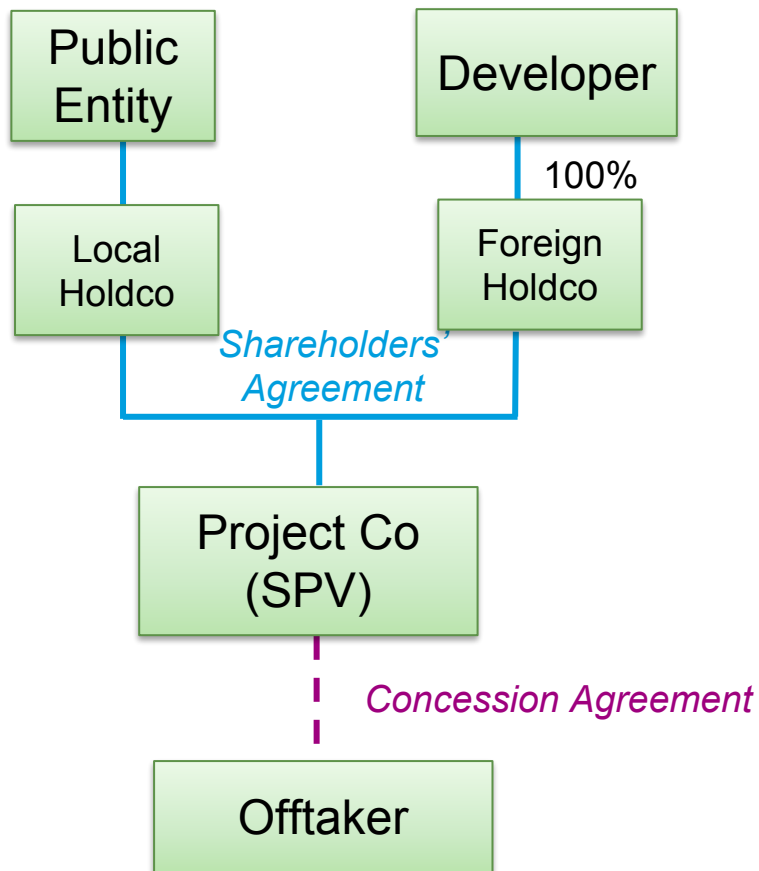 Public
Entity
Developer
100%
Local
Holdco
Foreign
Holdco
Shareholders’
Agreement
Project Co
(SPV)
Concession Agreement
Offtaker